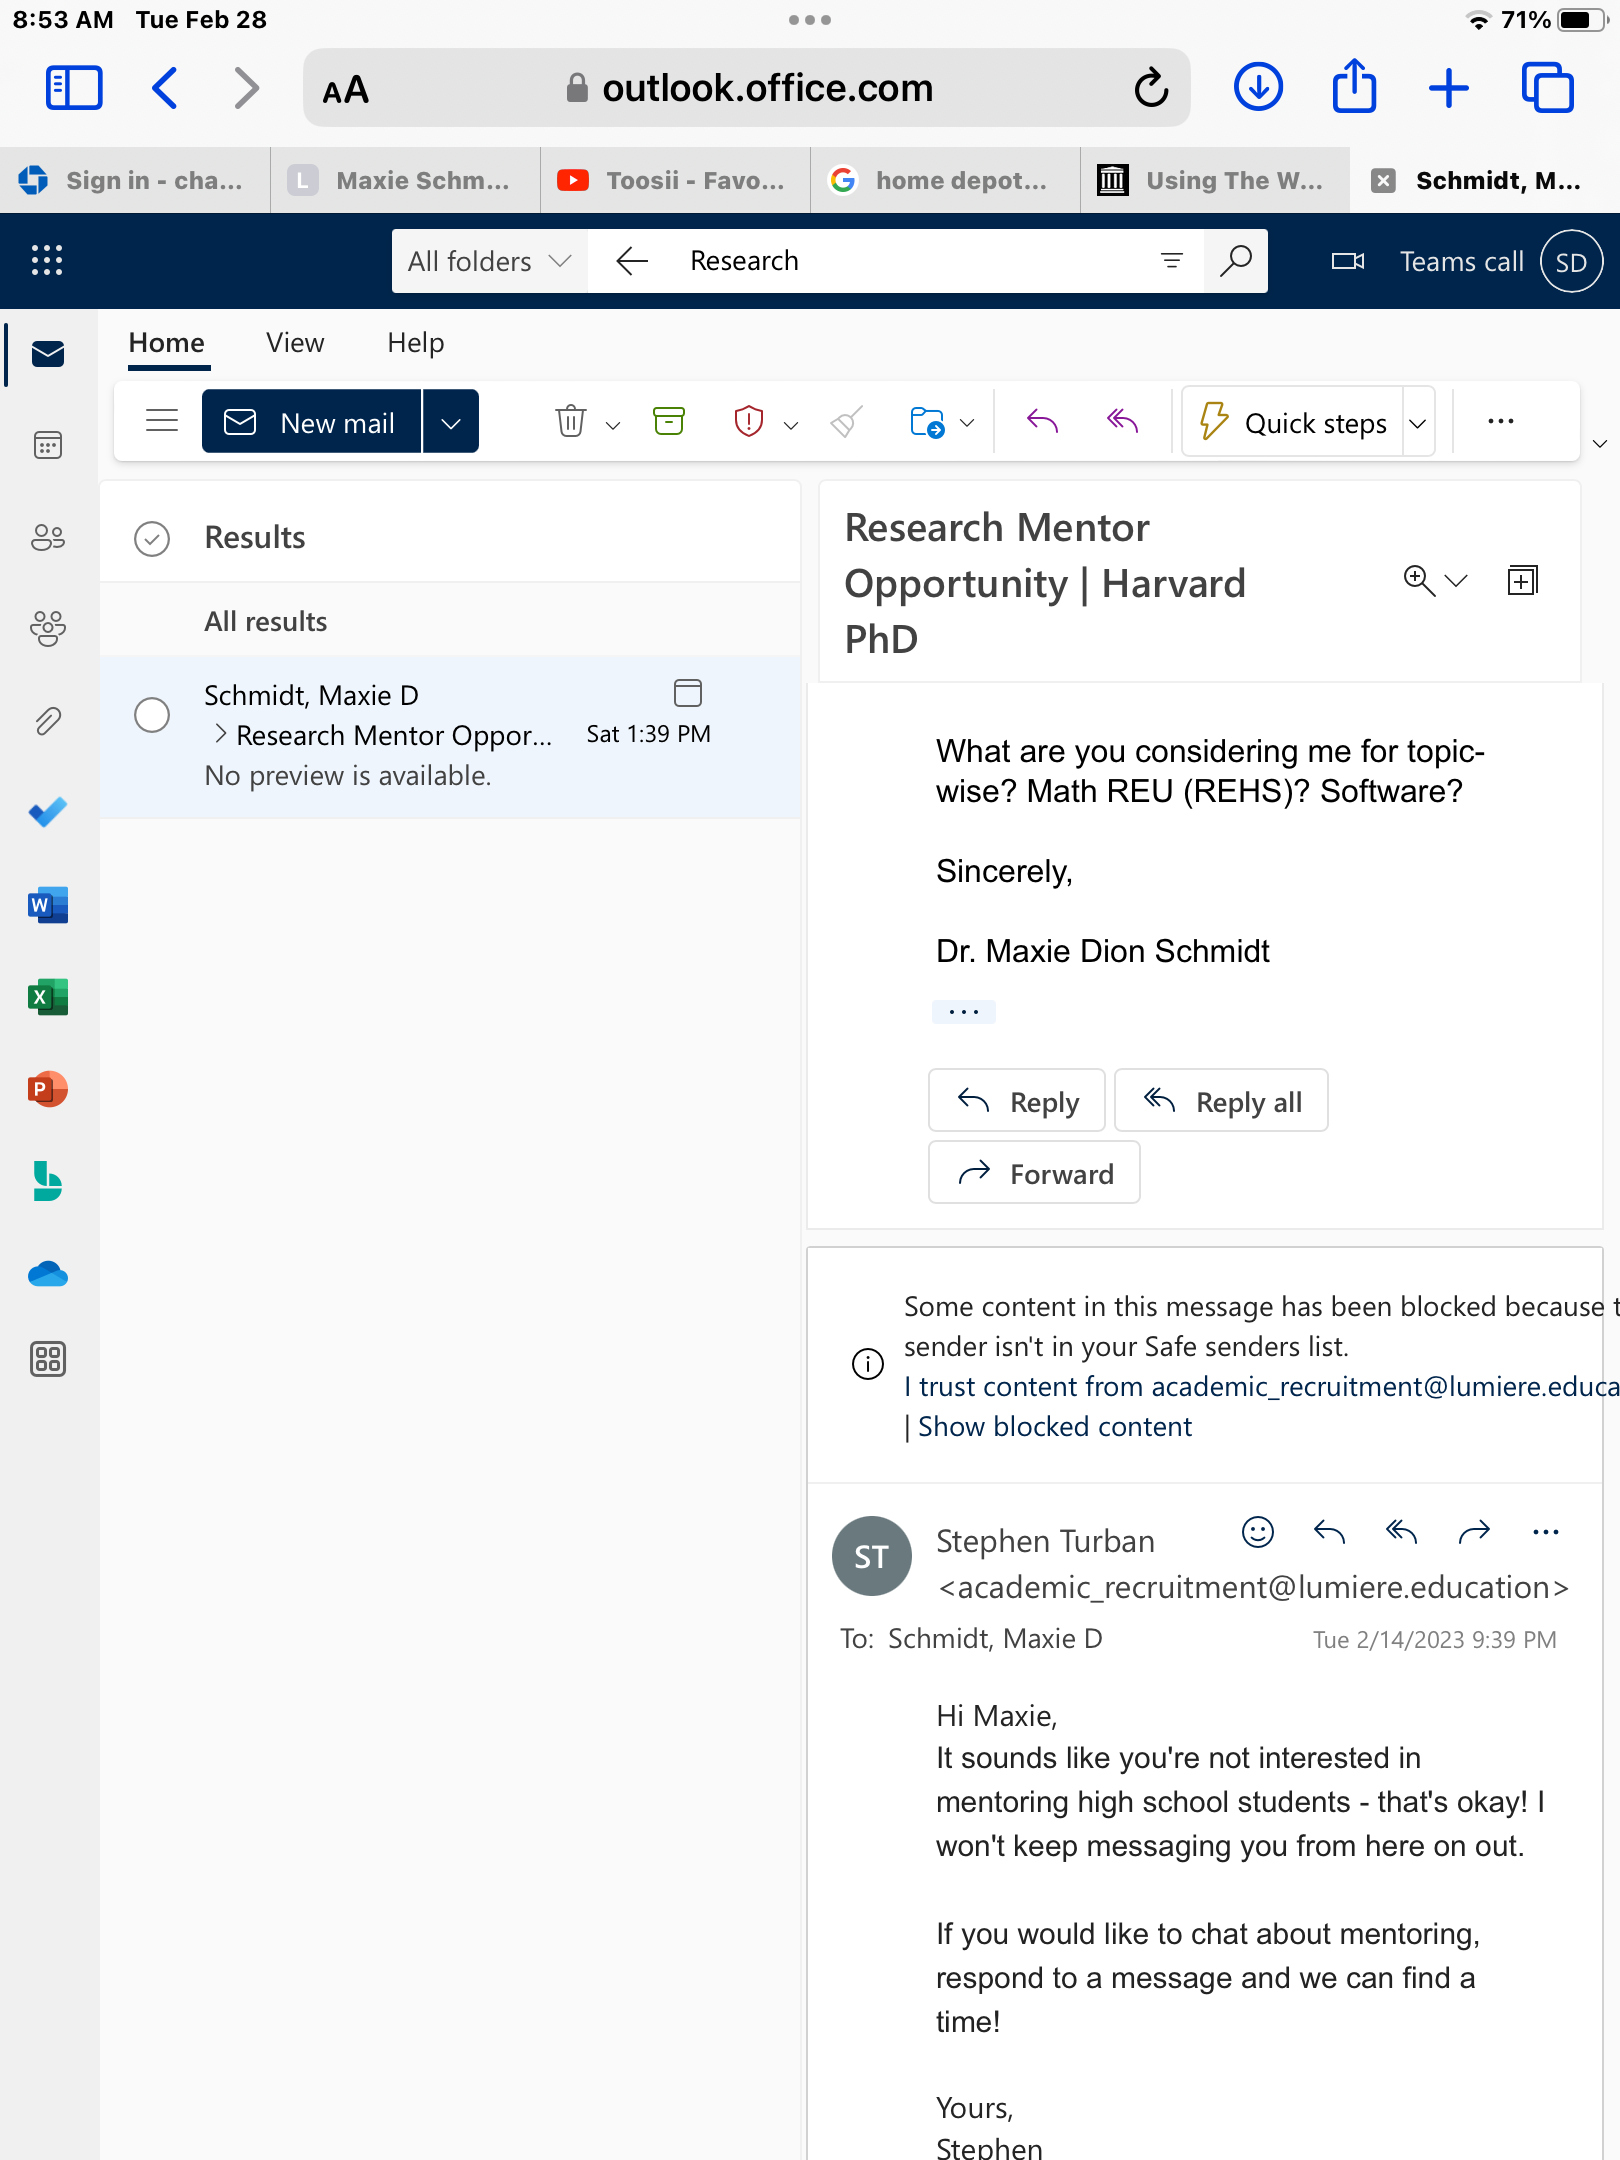 8:53 AM Tue Feb 28
71%
AA outlook.office.com
Sign in - cha... L Maxie Schm... Toosii - Favo... G home depot... Using The W... Schmidt, M...
All folders Research Teams call SD
Home View Help
New mail Quick steps
Results
All results
Schmidt, Maxie D
Research Mentor Oppor... Sat 1:39 PM
No preview is available.
W
X
P
Research Mentor
Opportunity | Harvard
PhD
What are you considering me for topic-
wise? Math REU (REHS)? Software?
Sincerely,
Dr. Maxie Dion Schmidt
...
Reply Reply all
Forward
Some content in this message has been blocked because t
sender isn't in your Safe senders list.
I trust content from academic_recruitment@lumiere.educa
| Show blocked content
ST Stephen Turban
<academic_recruitment@lumiere.education>
To: Schmidt, Maxie D Tue 2/14/2023 9:39 PM
Hi Maxie,
It sounds like you're not interested in
mentoring high school students - that's okay! I
won't keep messaging you from here on out.
If you would like to chat about mentoring,
respond to a message and we can find a
time!
Yours,
Stephen